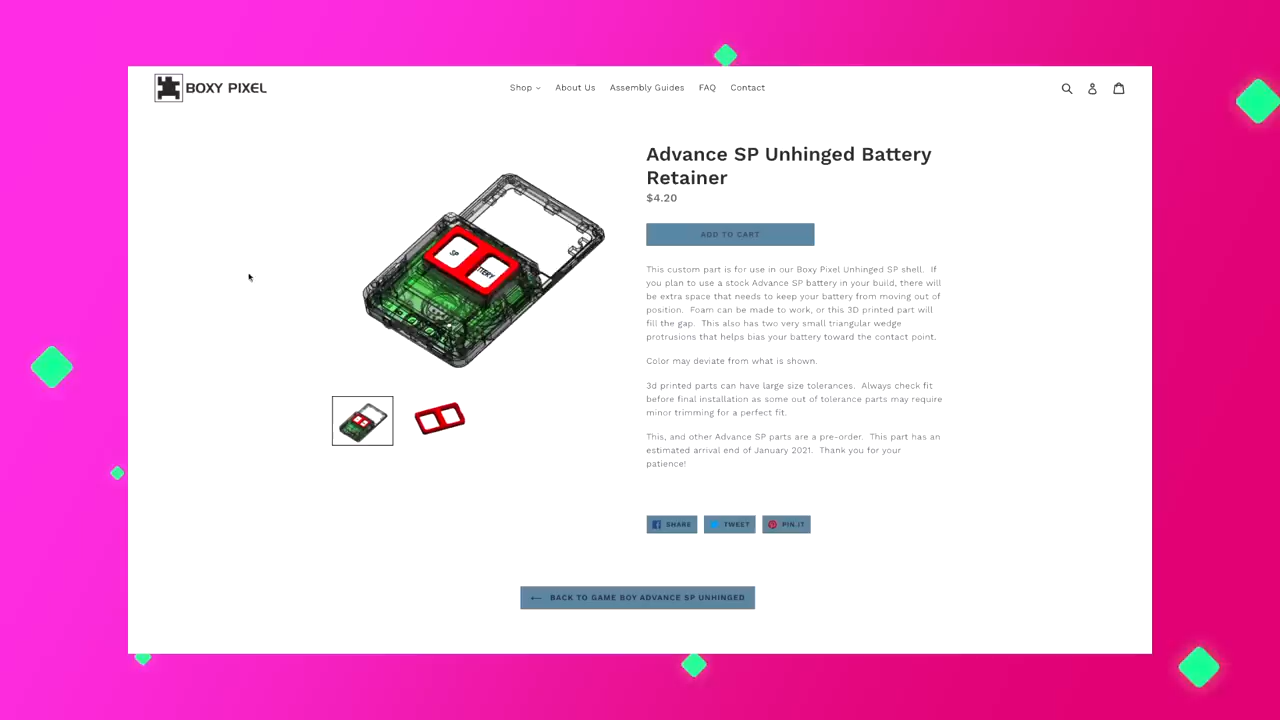 BOXY PIXEL
Shop
About Us
Assembly Guides
FAQ
Contact
Advance SP Unhinged Battery
Retainer
$4.20
ADD TO CART
This custom part is for use in our Boxy Pixel Unhinged SP shell. If
you plan to use a stock Advance SP battery in your build, there will
be extra space that needs to keep your battery from moving out of
position. Foam can be made to work, or this 3D printed part will
fill the gap. This also has two very small triangular wedge
protrusions that helps bias your battery toward the contact point.
Color may deviate from what is shown.
3d printed parts can have large size tolerances. Always check fit
before final installation as some out of tolerance parts may require
minor trimming for a perfect fit.
This, and other Advance SP parts are a pre-order. This part has an
estimated arrival end of January 2021. Thank you for your
patience!
SP
TERY
SHARE
TWEET
PIN IT
BACK TO GAME BOY ADVANCE SP UNHINGED